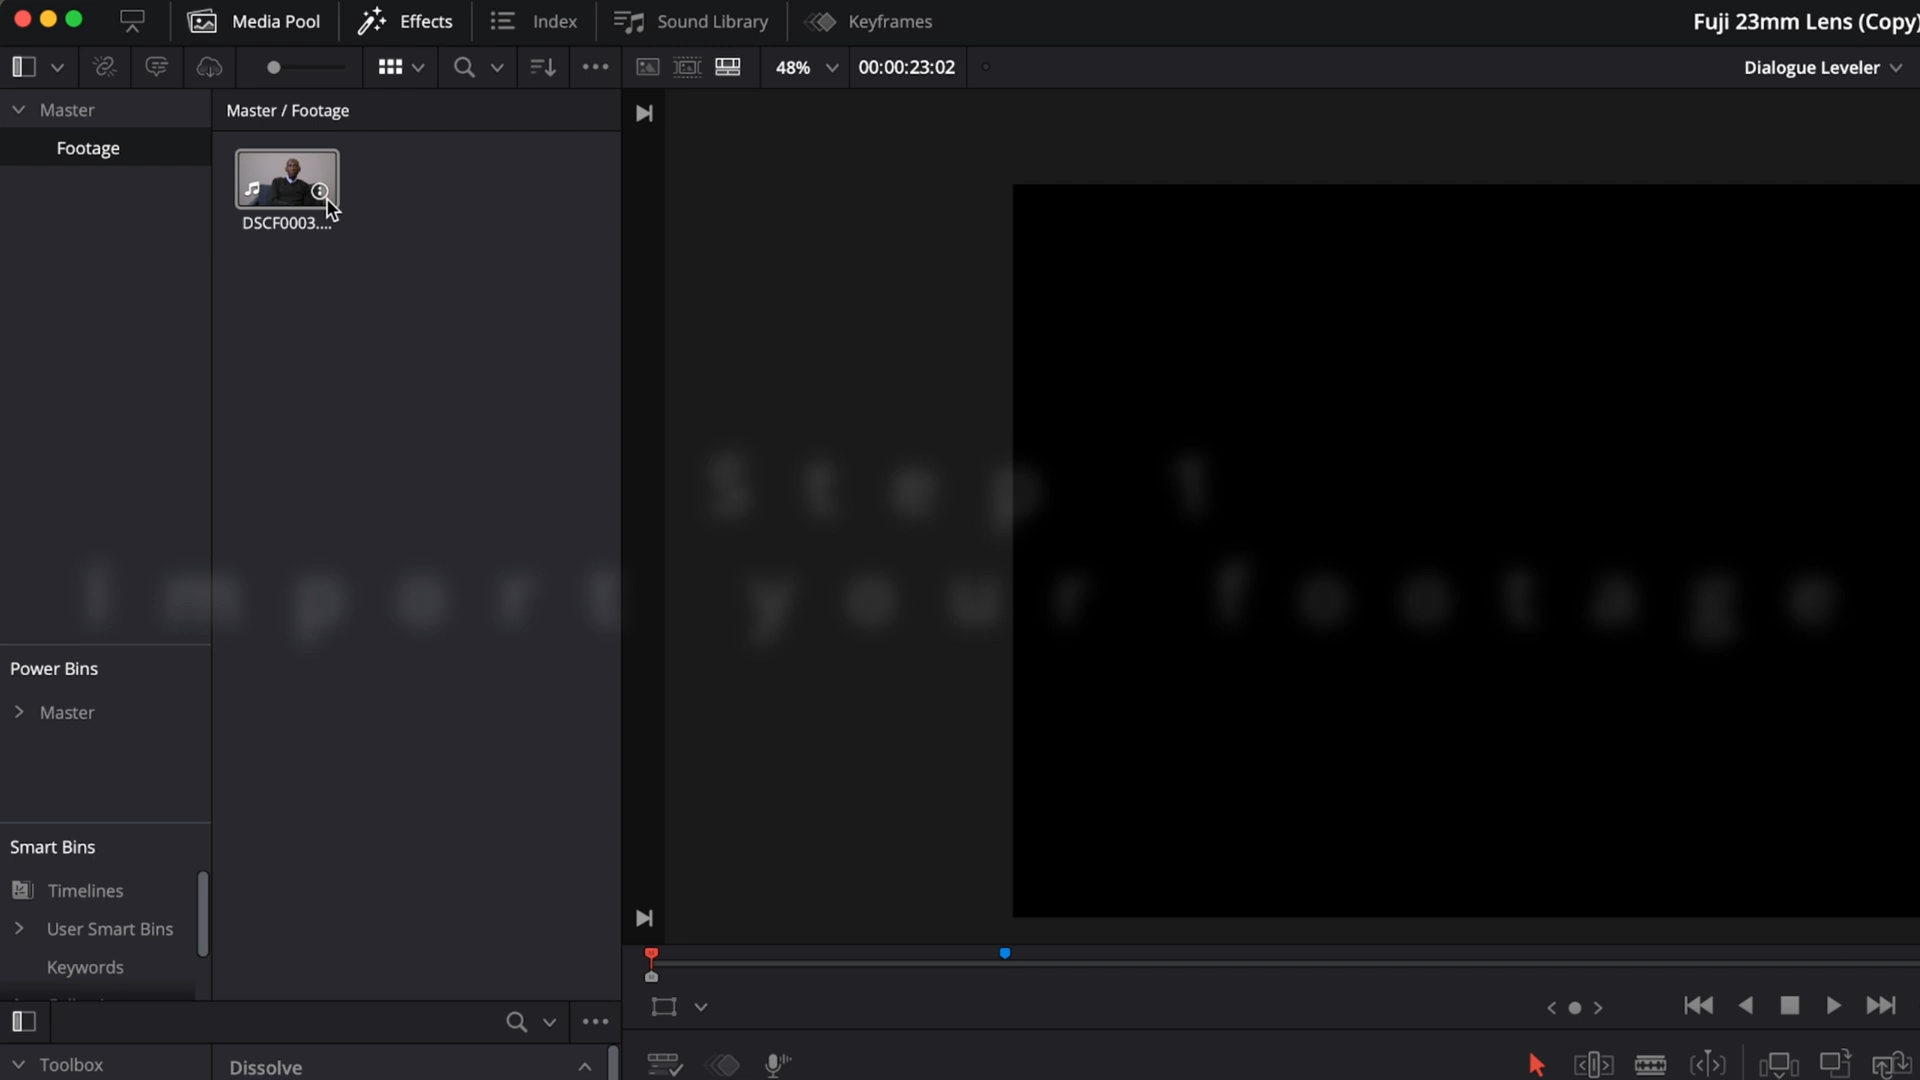 Media Pool
Effects
Index
Sound Library
Keyframes
Fuji 23mm Lens (Copy)
48%
00:00:23:02
Dialogue Leveler
Master
Master / Footage
Footage
DSCF0003....
Step 1
Import your footage
Power Bins
Master
Smart Bins
Timelines
User Smart Bins
Keywords
Toolbox
Dissolve